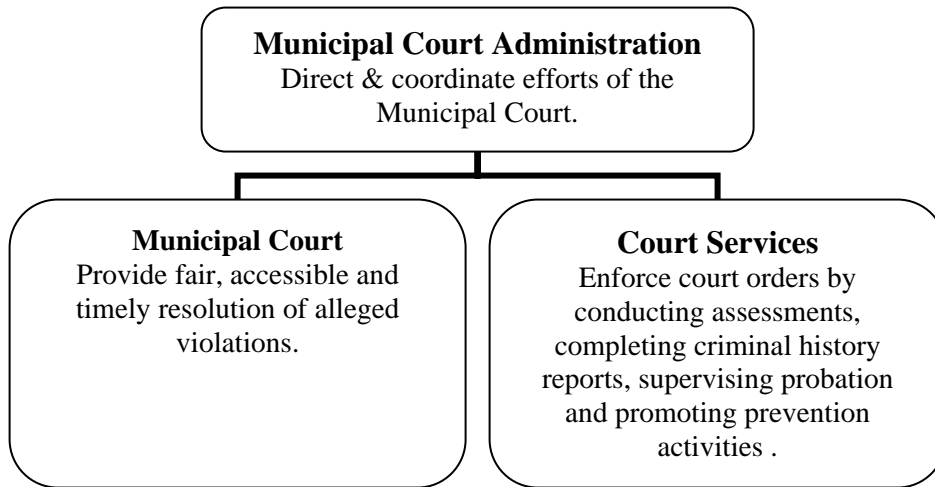 Municipal Court Administration
Direct & coordinate efforts of the
Municipal Court.
Municipal Court
Provide fair, accessible and
timely resolution of alleged
violations.
Court Services
Enforce court orders by
conducting assessments,
completing criminal history
reports, supervising probation
and promoting prevention
activities .